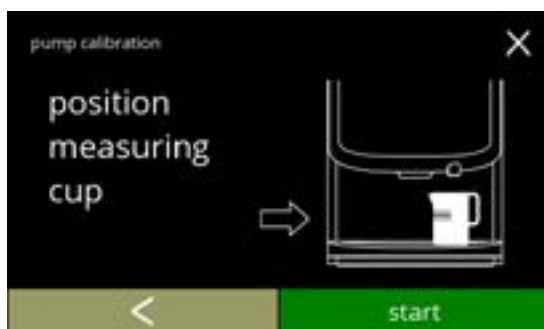 pump calibration
position
measuring
cup
start